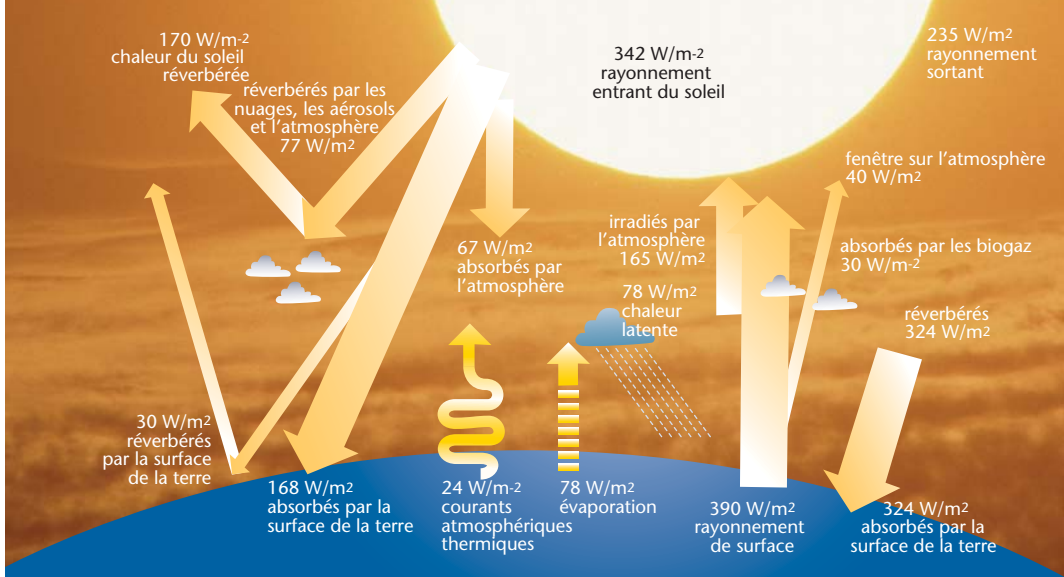 170 W/m-2
chaleur du soleil
réverbérée
réverbérés par les
nuages, les aérosols
et l’atmosphère
77 W/m2
342 W/m-2
rayonnement
entrant du soleil
235 W/m2
rayonnement
sortant
fenêtre sur l’atmosphère
40 W/m2
67 W/m2
absorbés par
l’atmosphère
irradiés par
l’atmosphère
165 W/m2
absorbés par les biogaz
30 W/m-2
78 W/m2
chaleur
latente
réverbérés
324 W/m2
30 W/m2
réverbérés
par la surface
de la terre
168 W/m2
absorbés par la
surface de la terre
24 W/m-2
courants
atmosphériques
thermiques
78 W/m2
évaporation
390 W/m2
rayonnement
de surface
324 W/m2
absorbés par la
surface de la terre